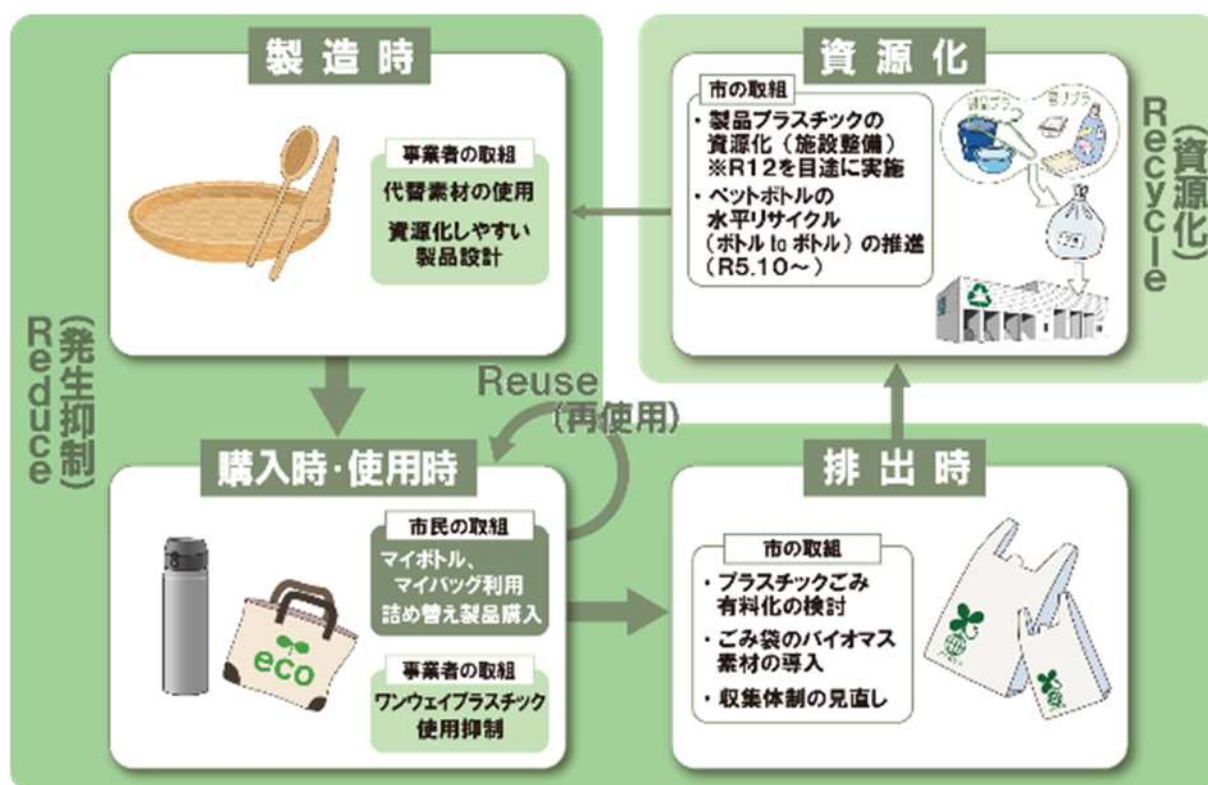 製造時
事業者の取組
代替素材の使用
資源化しやすい
製品設計
資源化
市の取組
・製品プラスチックの
資源化(施設整備)
※R12を目途に実施
・ペットボトルの
水平リサイクル
(ボトル to ボトル)の推進
(R5.10~)
Recycle
(資源化)
Reduce
(発生抑制)
Reuse
(再使用)
購入時・使用時
市民の取組
マイボトル、
マイバッグ利用
詰め替え製品購入
事業者の取組
ワンウェイプラスチック
使用抑制
eco
排出時
市の取組
・プラスチックごみ
有料化の検討
・ごみ袋のバイオマス
素材の導入
・収集体制の見直し